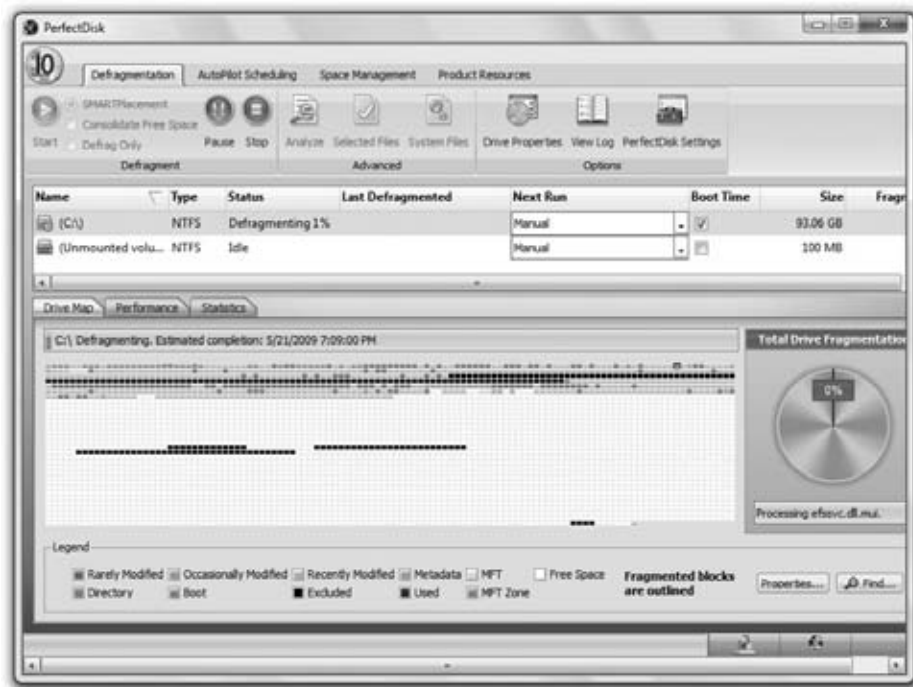 PerfectDisk
10
Defragmentation AutoPilot Scheduling Space Management Product Resources
SMARTPlacement
Consolidate Free Space
Defrag Only
Start Pause Stop Analyze Selected Files System Files Drive Properties View Log PerfectDisk Settings
Defragment Advanced Options
Name Type Status Last Defragmented Next Run Boot Time Size Fragr
(C:\) NTFS Defragmenting 1% Manual 93.06 GB
(Unmounted volu... NTFS Idle Manual 100 MB
Drive Map Performance Statistics
C:\ Defragmenting. Estimated completion: 5/21/2009 7:09:00 PM
Total Drive Fragmentation
0%
Processing efssvc.dll.mui.
Legend
Rarely Modified Occasionally Modified Recently Modified Metadata MFT Free Space
Directory Boot Excluded Used MFT Zone
Fragmented blocks
are outlined
Properties... Find...